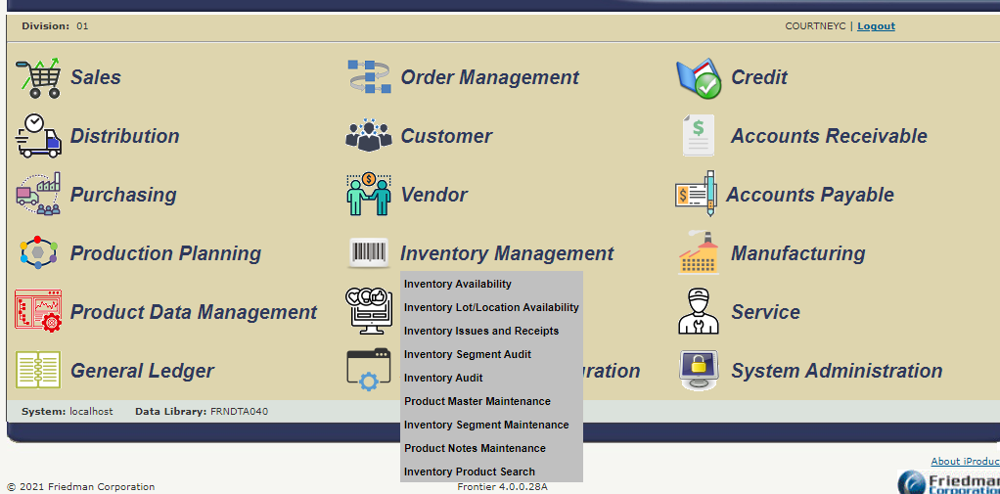 Division: 01
COURTNEYC | Logout
Sales
Order Management
Credit
Distribution
Customer
Accounts Receivable
Purchasing
Vendor
Accounts Payable
Production Planning
Inventory Management
Manufacturing
Inventory Availability
Inventory Lot/Location Availability
Inventory Issues and Receipts
Inventory Segment Audit
Inventory Audit
Product Master Maintenance
Inventory Segment Maintenance
Product Notes Maintenance
Inventory Product Search
Product Data Management
Service
General Ledger
uration
System Administration
System: localhost Data Library: FRNDTA040
About iProduc
© 2021 Friedman Corporation
Frontier 4.0.0.28A
Friedman
Corporation